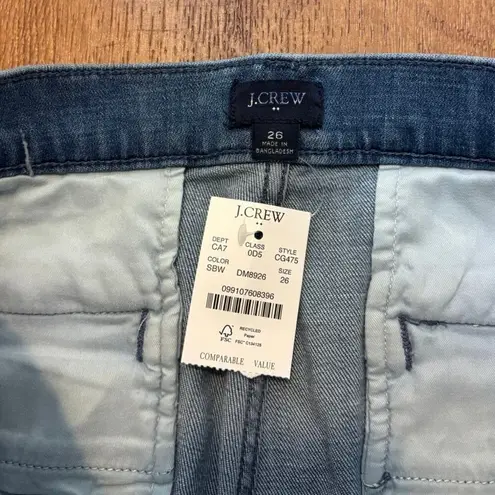 J.CREW
26
MADE IN
BANGLADESH
J.CREW
DEPT CLASS STYLE
CA7 0D5 CG475
COLOR SIZE
SBW DM8926 26
099107608396
FSC
RECYCLED
Paper
COMPARABLE VALUE